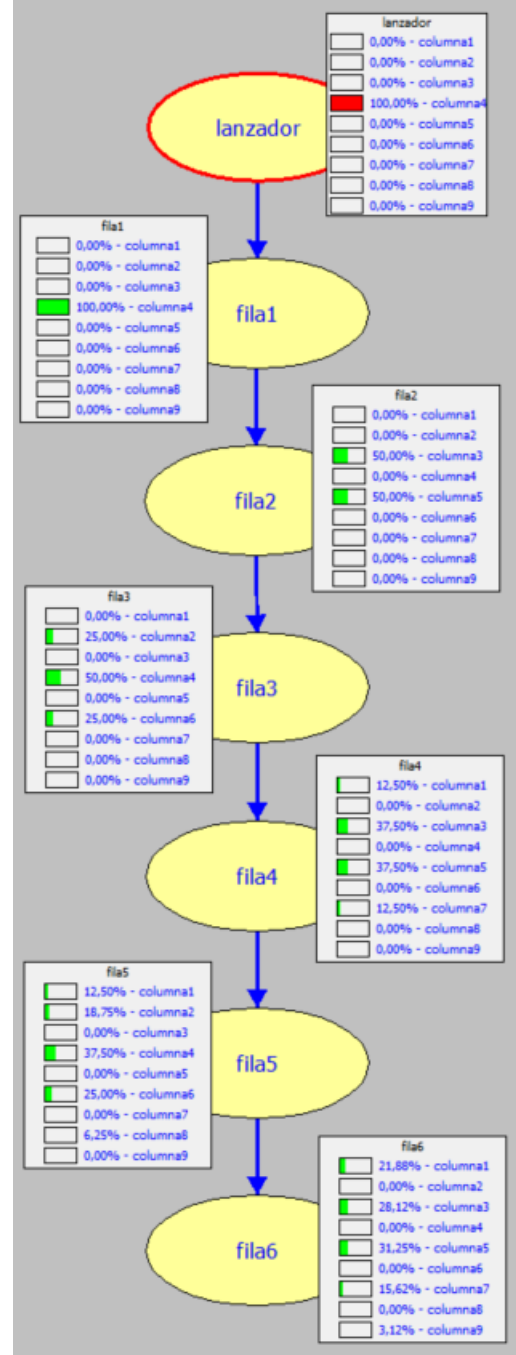 lanzador
0,00% - columna1
0,00% - columna2
0,00% - columna3
100,00% - columna4
0,00% - columna5
0,00% - columna6
0,00% - columna7
0,00% - columna8
0,00% - columna9
lanzador
fila1
0,00% - columna1
0,00% - columna2
0,00% - columna3
100,00% - columna4
0,00% - columna5
0,00% - columna6
0,00% - columna7
0,00% - columna8
0,00% - columna9
fila1
fila2
0,00% - columna1
0,00% - columna2
50,00% - columna3
0,00% - columna4
50,00% - columna5
0,00% - columna6
0,00% - columna7
0,00% - columna8
0,00% - columna9
fila2
fila3
0,00% - columna1
25,00% - columna2
0,00% - columna3
50,00% - columna4
0,00% - columna5
25,00% - columna6
0,00% - columna7
0,00% - columna8
0,00% - columna9
fila3
fila4
12,50% - columna1
0,00% - columna2
37,50% - columna3
0,00% - columna4
37,50% - columna5
0,00% - columna6
12,50% - columna7
0,00% - columna8
0,00% - columna9
fila4
fila5
12,50% - columna1
18,75% - columna2
0,00% - columna3
37,50% - columna4
0,00% - columna5
25,00% - columna6
0,00% - columna7
6,25% - columna8
0,00% - columna9
fila5
fila6
21,88% - columna1
0,00% - columna2
28,12% - columna3
0,00% - columna4
31,25% - columna5
0,00% - columna6
15,62% - columna7
0,00% - columna8
3,12% - columna9
fila6